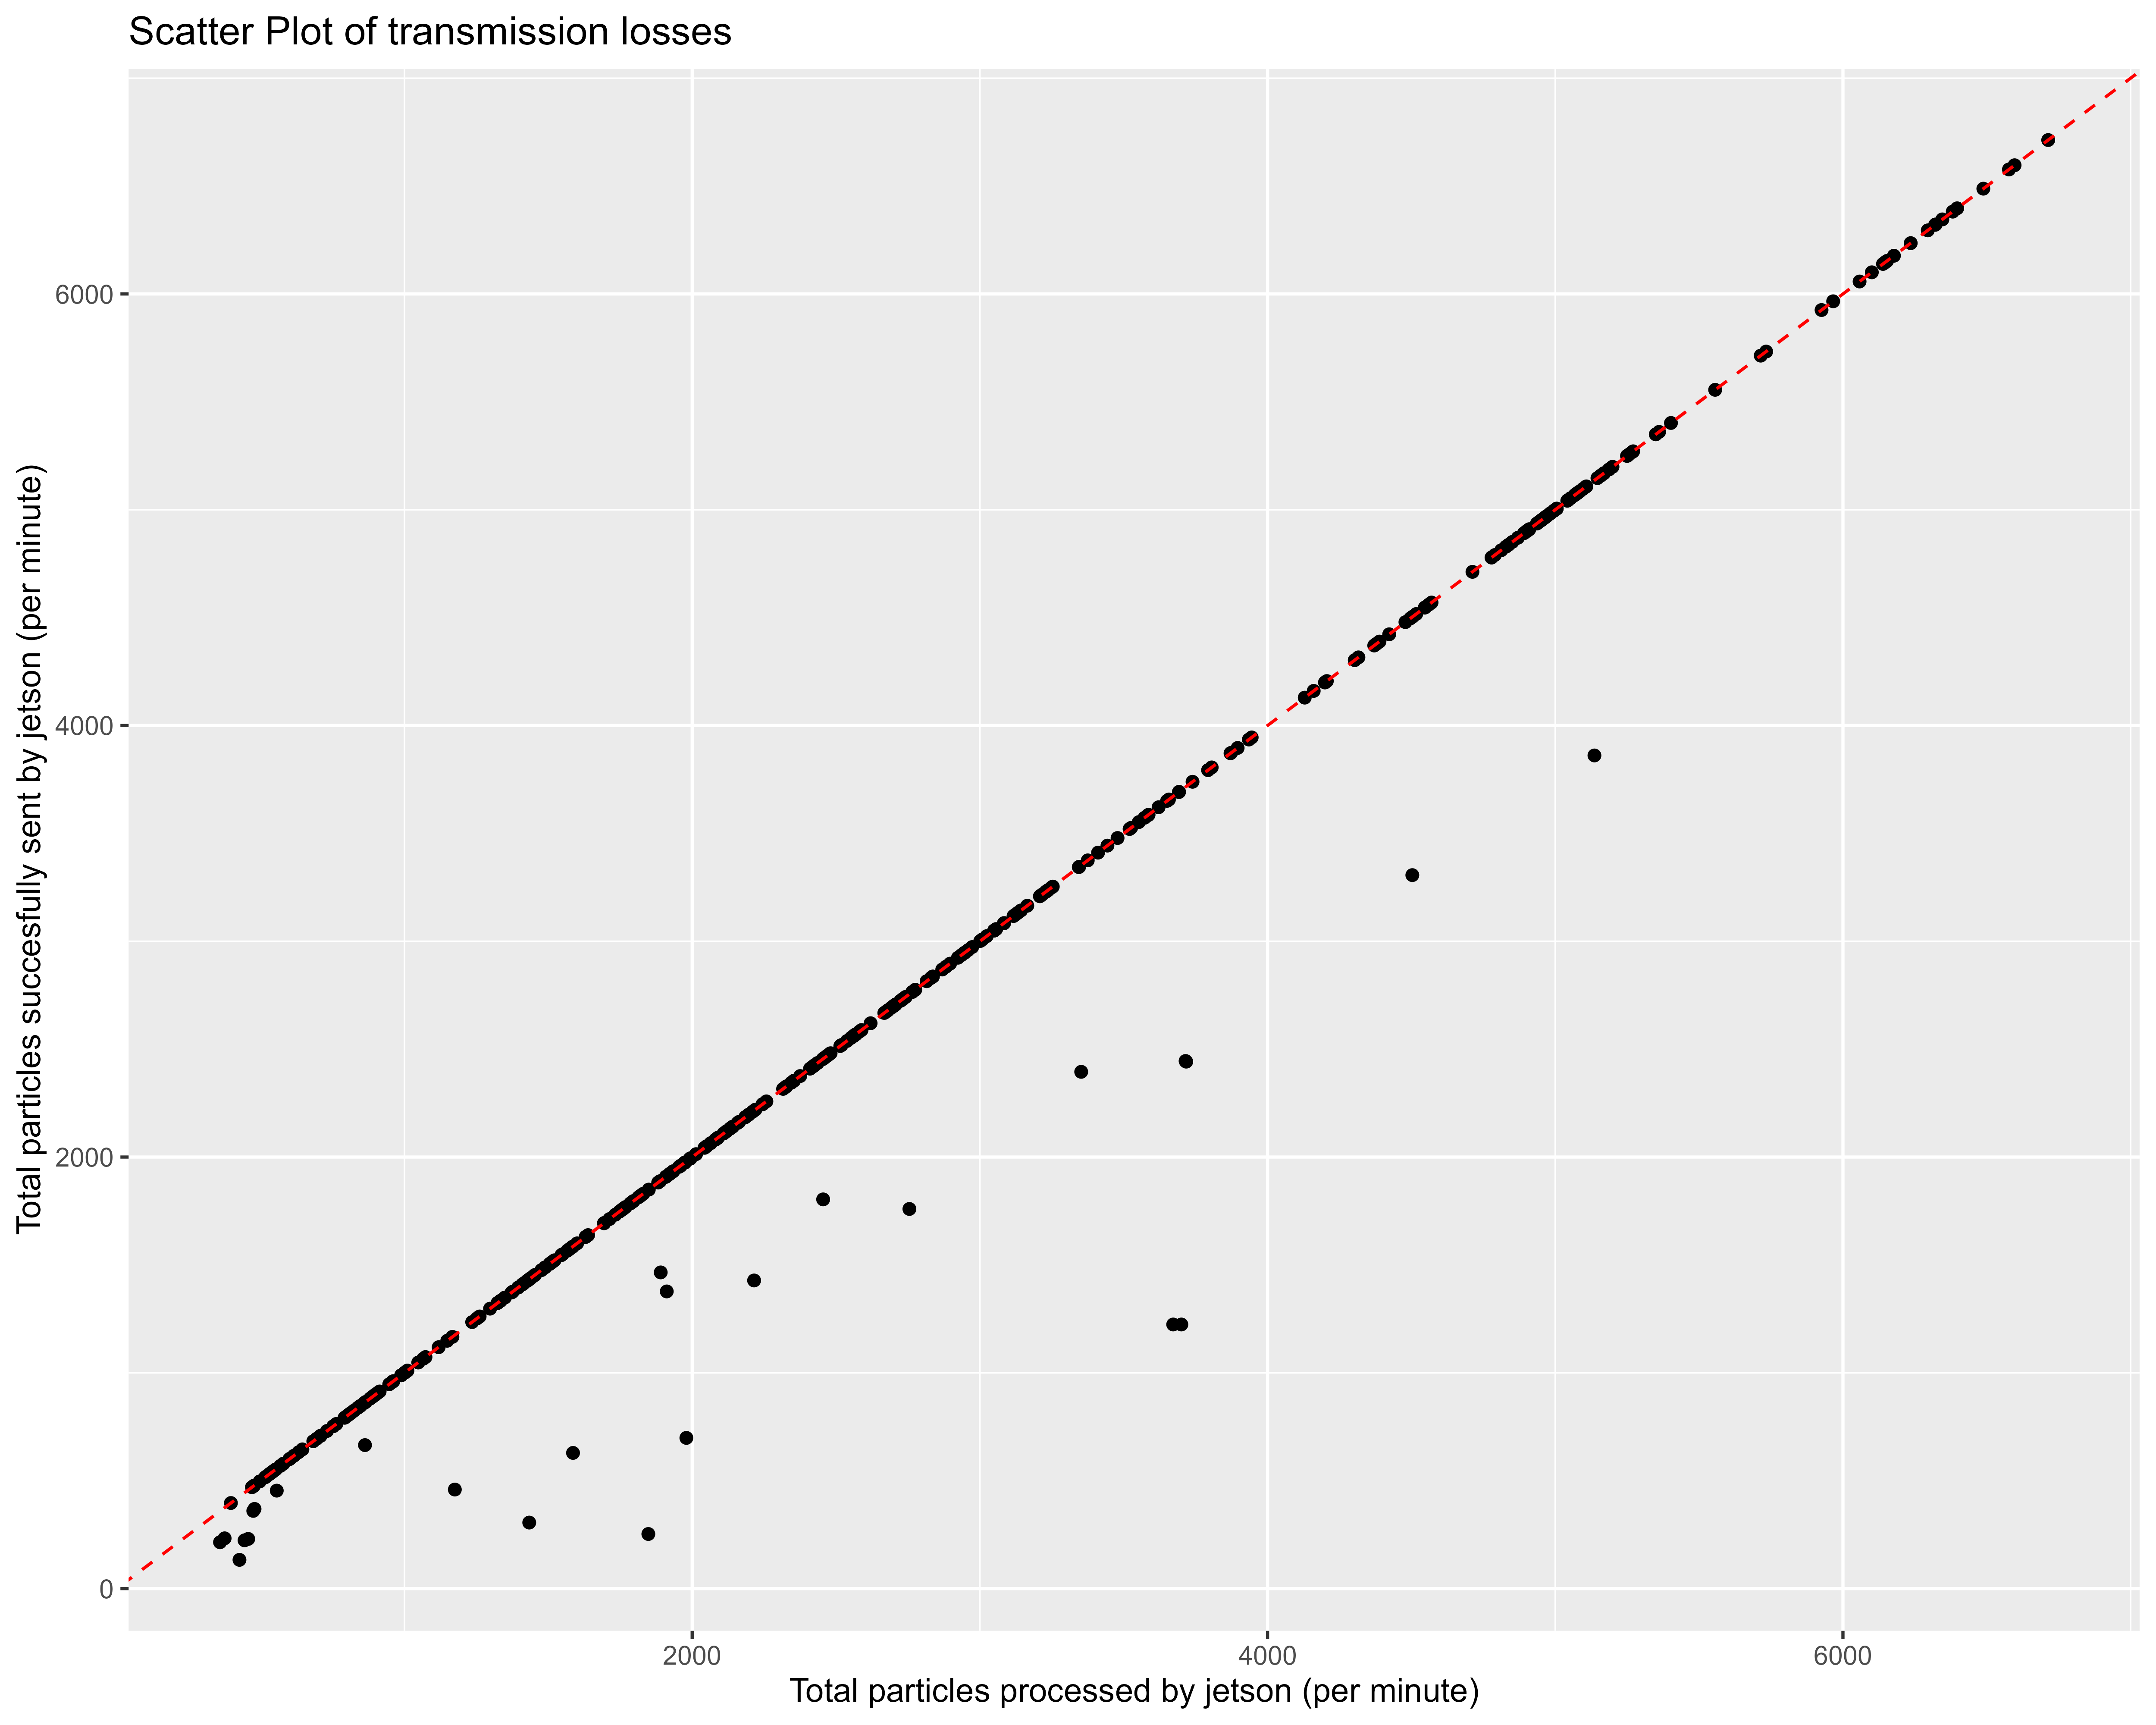 Scatter Plot of transmission losses
Total particles successfully sent by jetson (per minute)
6000
4000
2000
0
2000
4000
6000
Total particles processed by jetson (per minute)